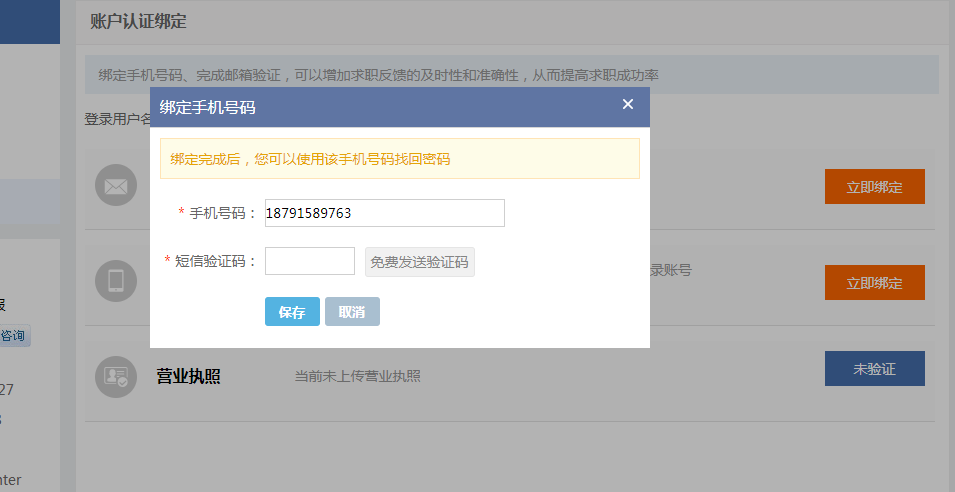 账户认证绑定
绑定手机号码、完成邮箱验证，可以增加求职反馈的及时性和准确性，从而提高求职成功率
绑定手机号码
登录用户名
绑定完成后，您可以使用该手机号码找回密码
立即绑定
* 手机号码： 18791589763
* 短信验证码： 免费发送验证码
录账号
立即绑定
保存 取消
报
咨询
营业执照 当前未上传营业执照
未验证
27
nter